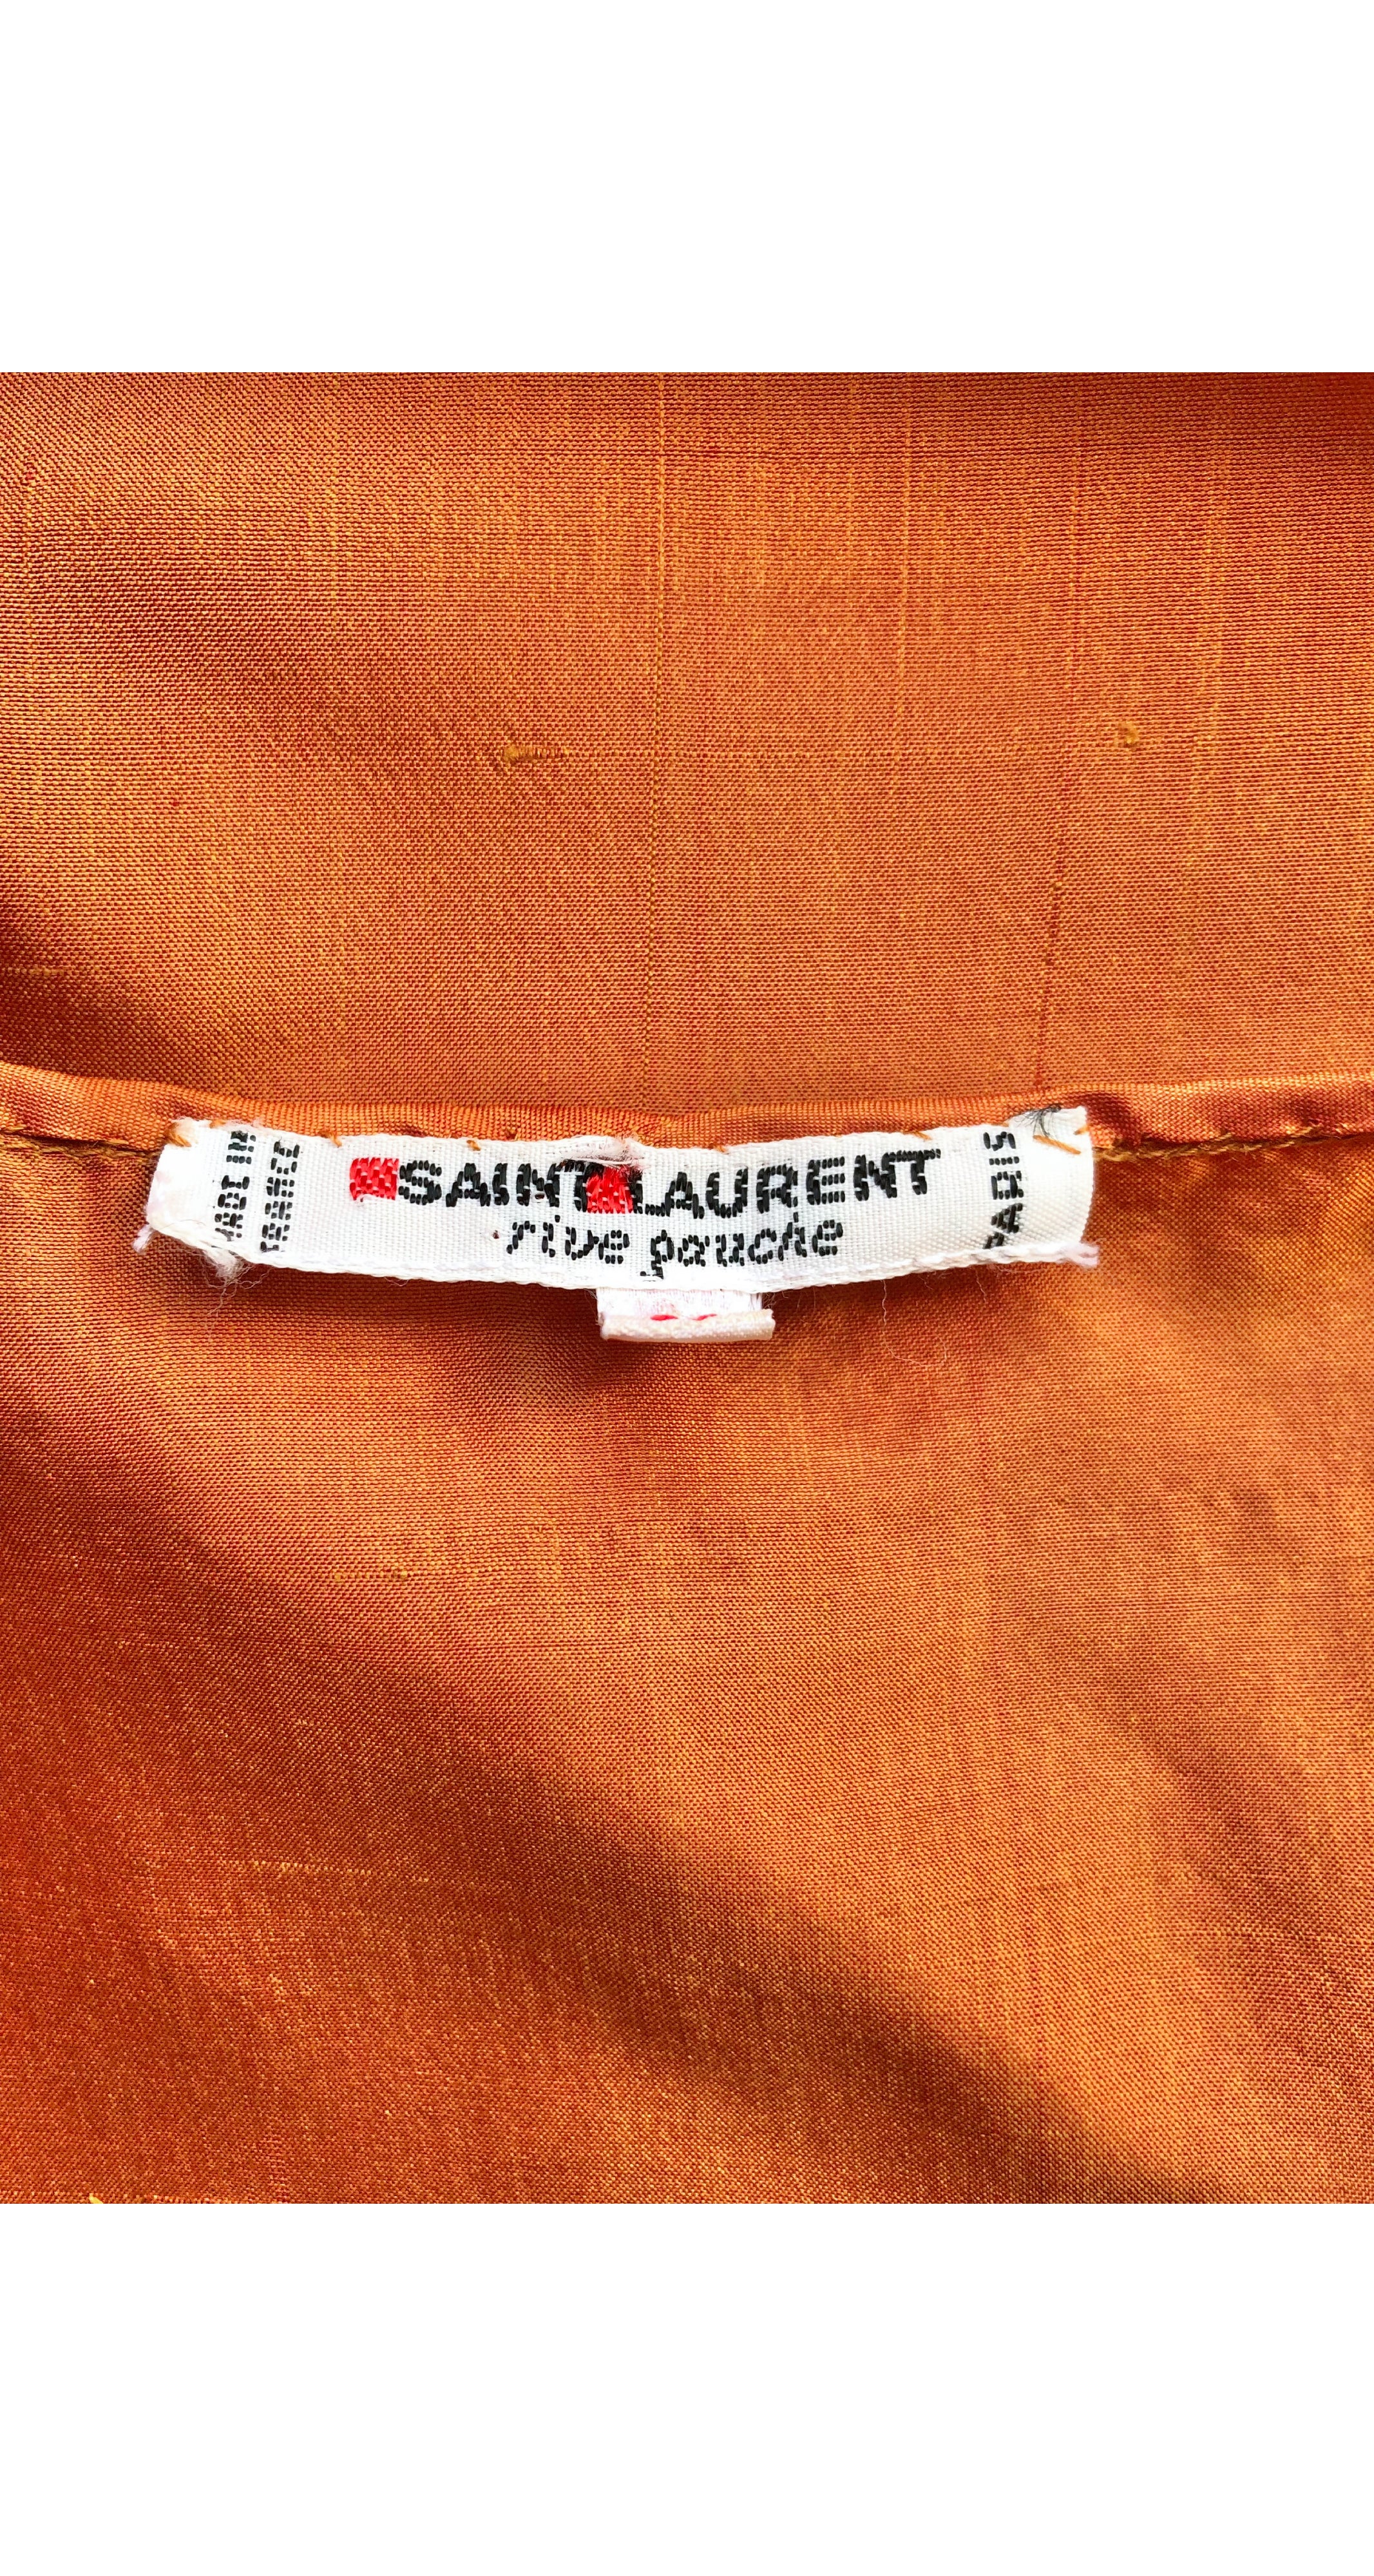 MADE IN
FRANCE
SAINT LAURENT
rive gauche
PARIS